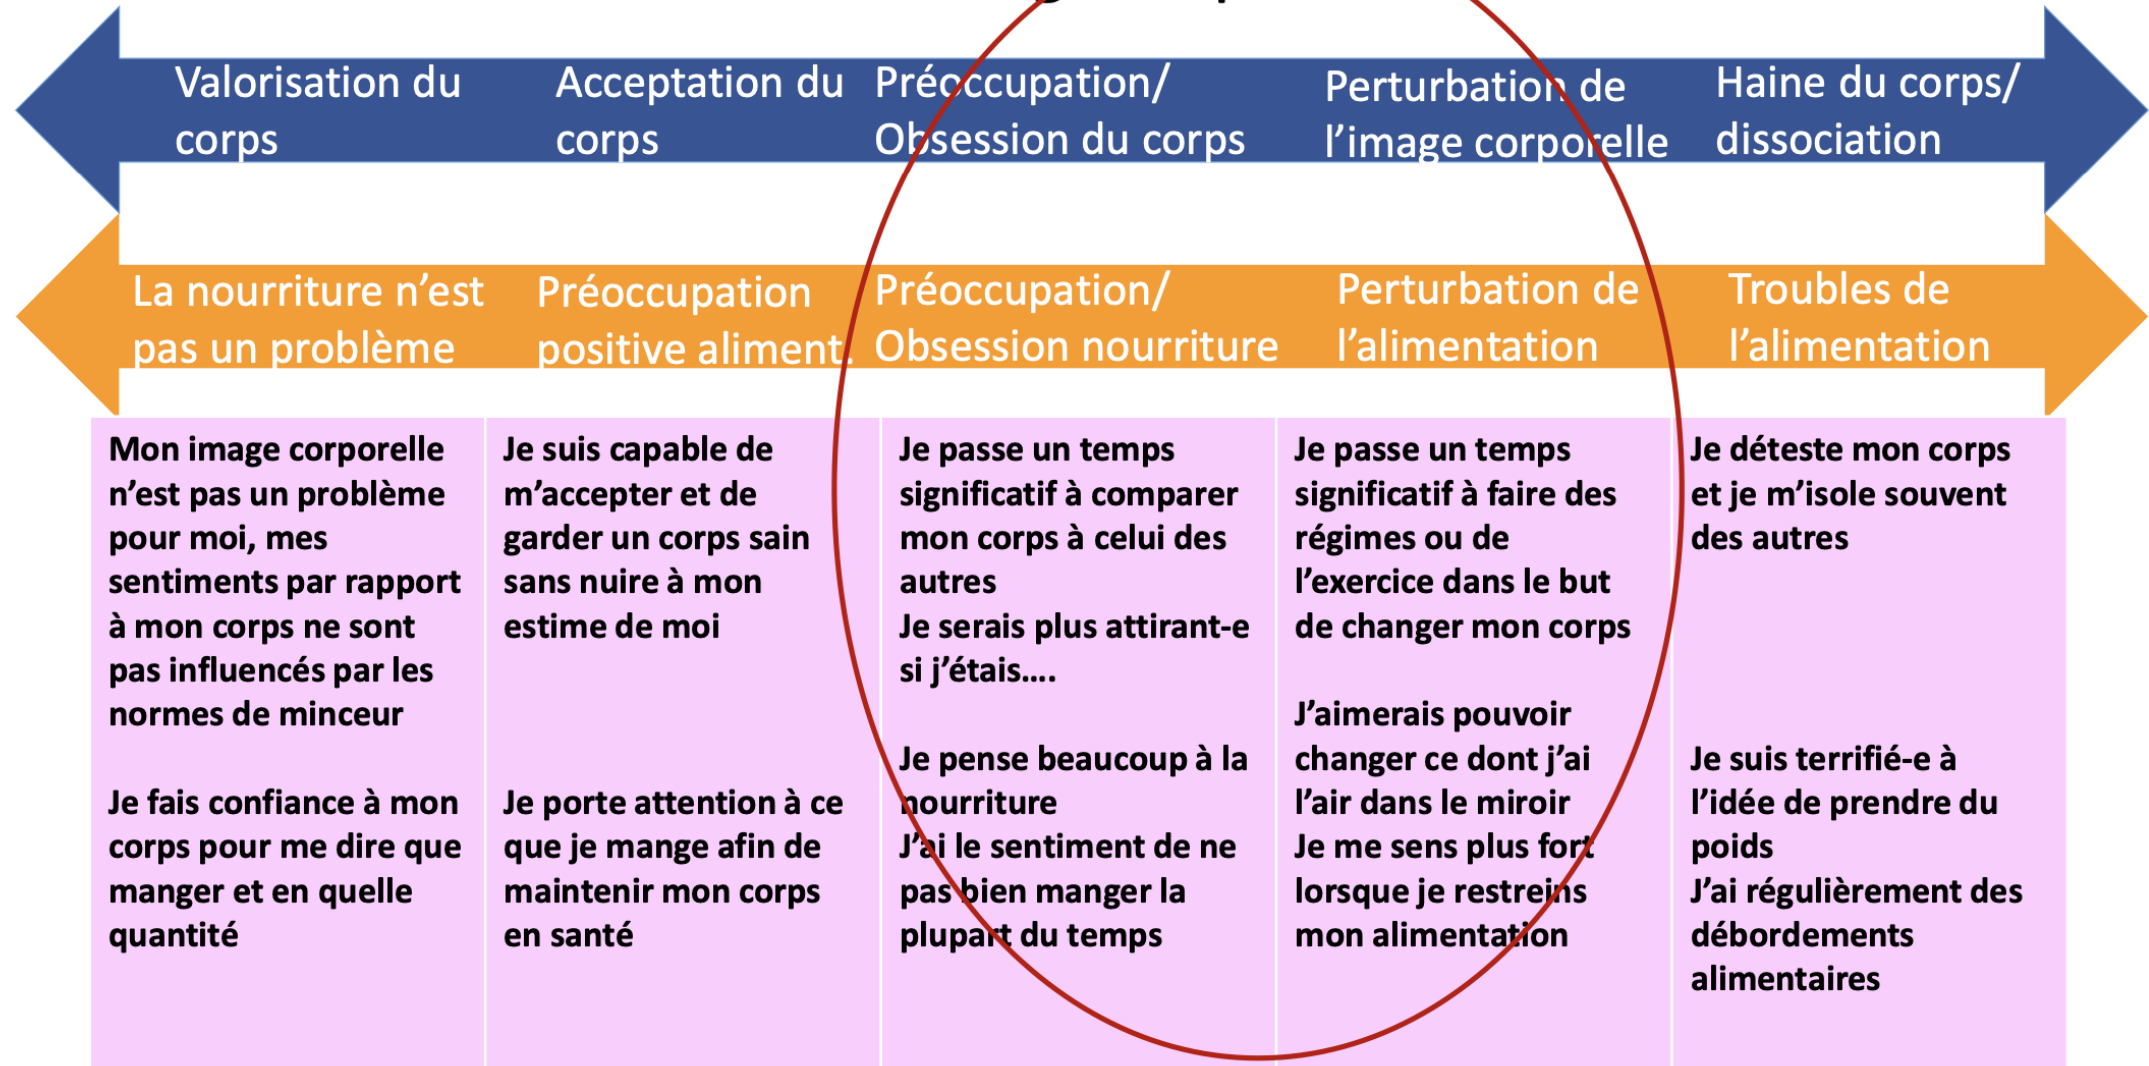 Valorisation du
corps
Acceptation du
corps
Préoccupation/
Obsession du corps
Perturbation de
l'image corporelle
Haine du corps/
dissociation
La nourriture n'est
pas un problème
Préoccupation
positive aliment.
Préoccupation/
Obsession nourriture
Perturbation de
l'alimentation
Troubles de
l'alimentation
Mon image corporelle
n'est pas un problème
pour moi, mes
sentiments par rapport
à mon corps ne sont
pas influencés par les
normes de minceur
Je fais confiance à mon
corps pour me dire que
manger et en quelle
quantité
Je suis capable de
m'accepter et de
garder un corps sain
sans nuire à mon
estime de moi
Je porte attention à ce
que je mange afin de
maintenir mon corps
en santé
Je passe un temps
significatif à comparer
mon corps à celui des
autres
Je serais plus attirant-e
si j'étais....
Je pense beaucoup à la
nourriture
J'ai le sentiment de ne
pas bien manger la
plupart du temps
Je passe un temps
significatif à faire des
régimes ou de
l'exercice dans le but
de changer mon corps
J'aimerais pouvoir
changer ce dont j'ai
l'air dans le miroir
Je me sens plus fort
lorsque je restreins
mon alimentation
Je déteste mon corps
et je m'isole souvent
des autres
Je suis terrifié-e à
l'idée de prendre du
poids
J'ai régulièrement des
débordements
alimentaires